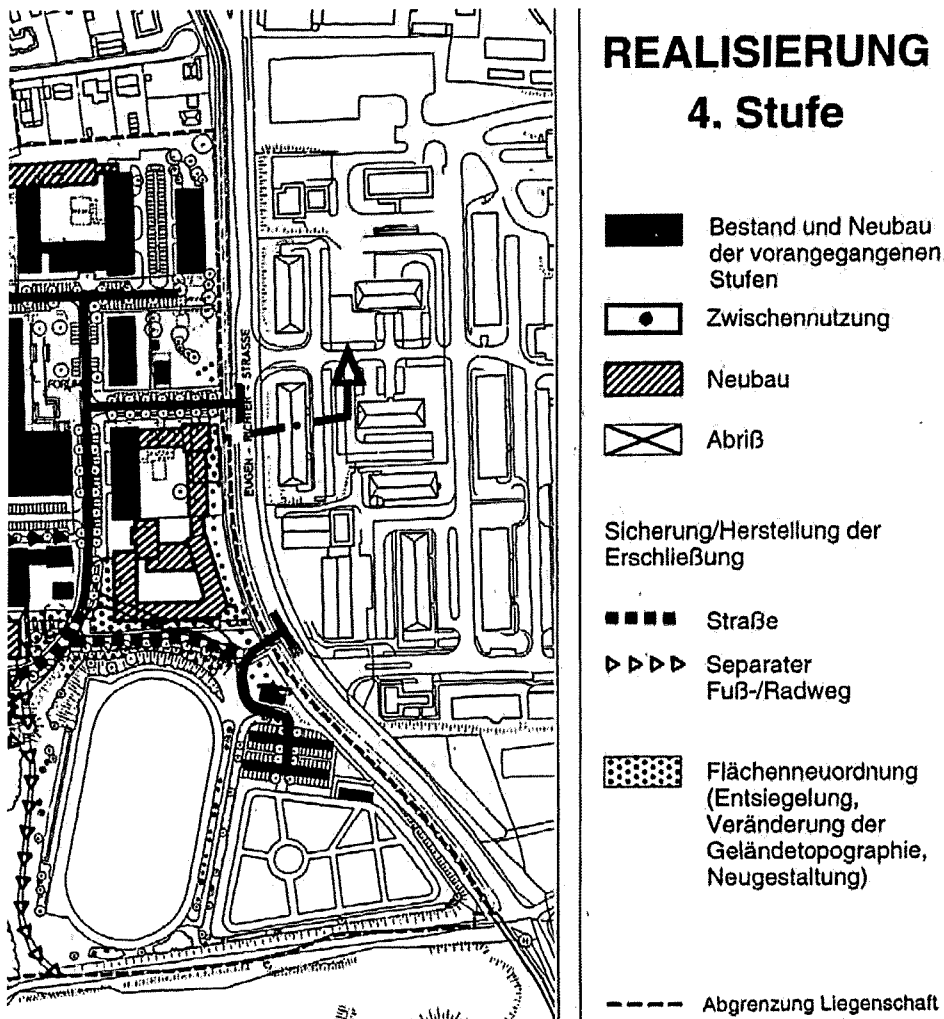 REALISIERUNG
4. Stufe
Bestand und Neubau
der vorangegangenen
Stufen
Zwischennutzung
Neubau
Abriß
Sicherung/Herstellung der
Erschließung
Straße
Separater
Fuß-/Radweg
Flächenneuordnung
(Entsiegelung,
Veränderung der
Geländetopographie,
Neugestaltung)
Abgrenzung Liegenschaft
FORUM
EUGEN - RICHTER - STRASSE
H